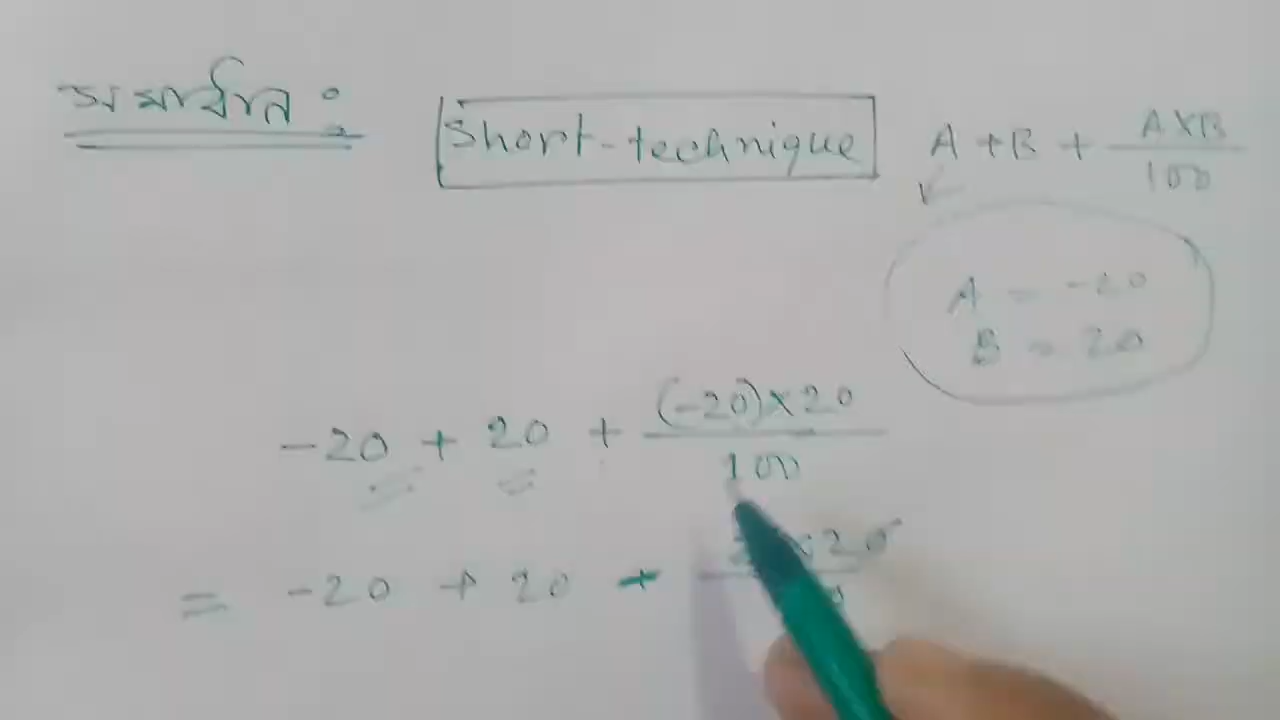 সমাধান :
Short-technique
A + B + A×B/100
A = -20
B = 20
-20 + 20 + (-20)×20/100
= -20 + 20 +